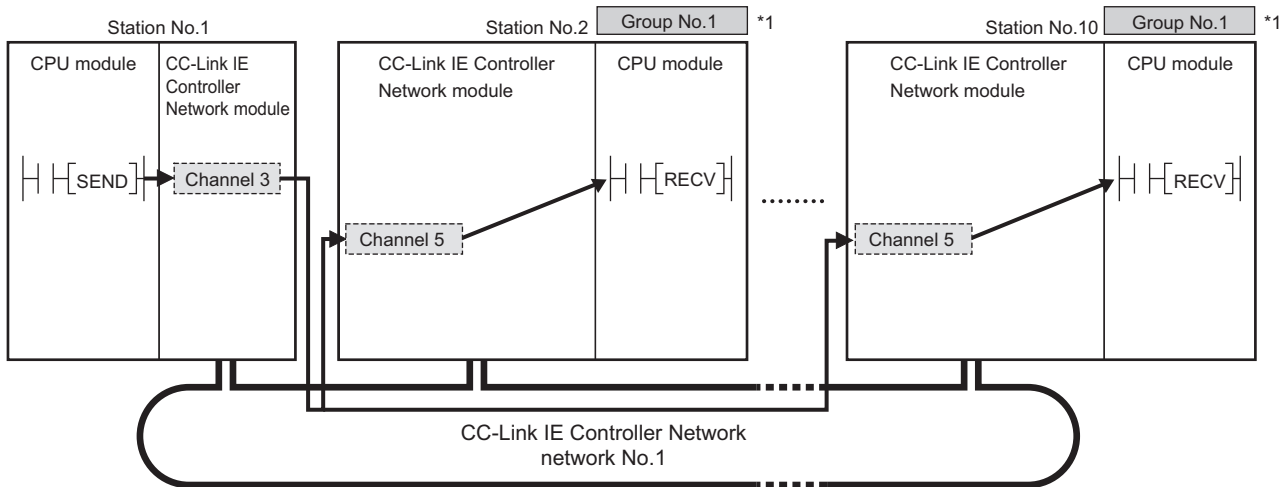 Station No.1
Station No.2
Group No.1
*1
Station No.10
Group No.1
*1
CPU module
CC-Link IE
Controller
Network module
CC-Link IE Controller
Network module
CPU module
CC-Link IE Controller
Network module
CPU module
SEND
Channel 3
RECV
RECV
Channel 5
Channel 5
CC-Link IE Controller Network
network No.1